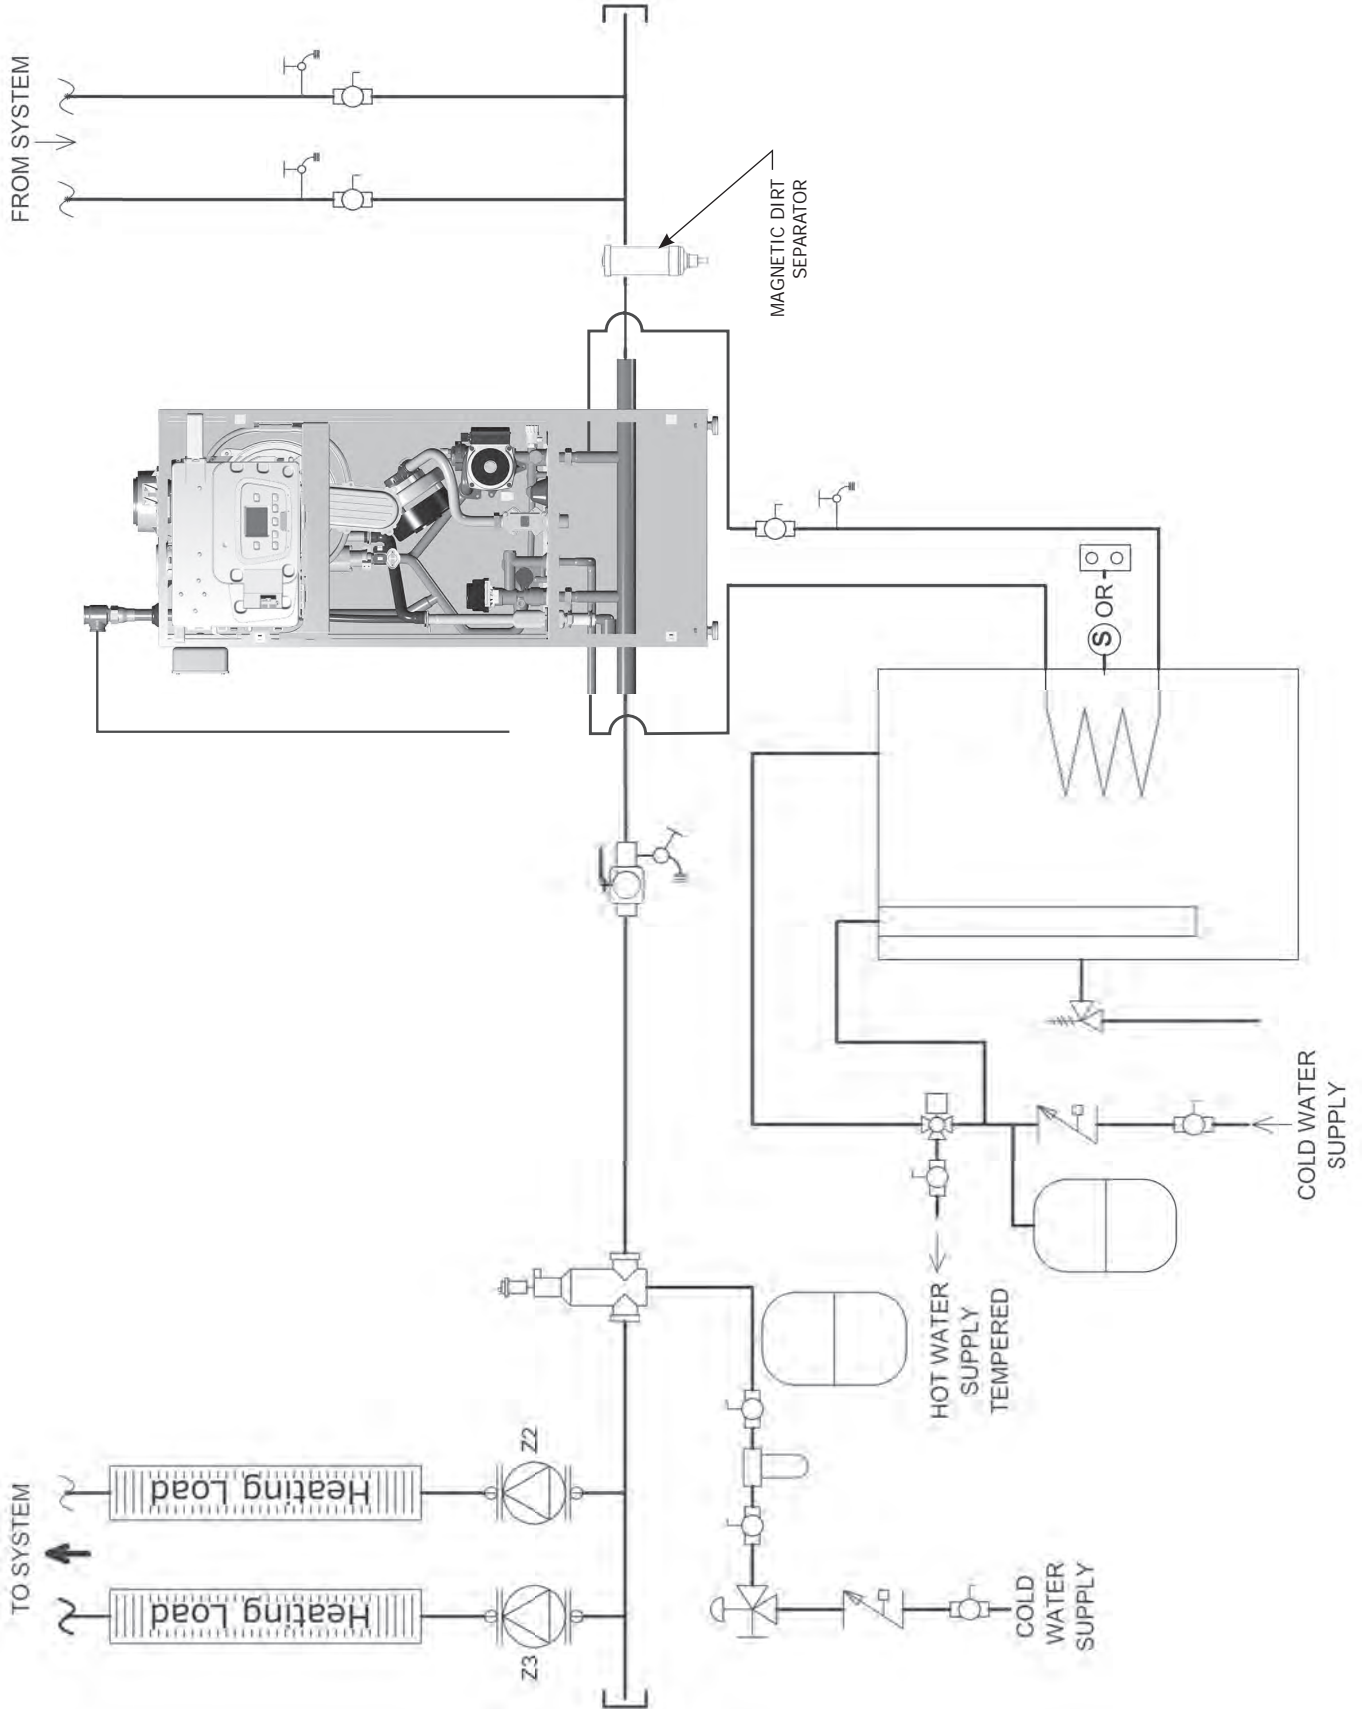 FROM SYSTEM
MAGNETIC DIRT
SEPARATOR
S OR
COLD WATER
SUPPLY
HOT WATER
SUPPLY
TEMPERED
TO SYSTEM
Heating Load
Z2
Heating Load
Z3
COLD
WATER
SUPPLY